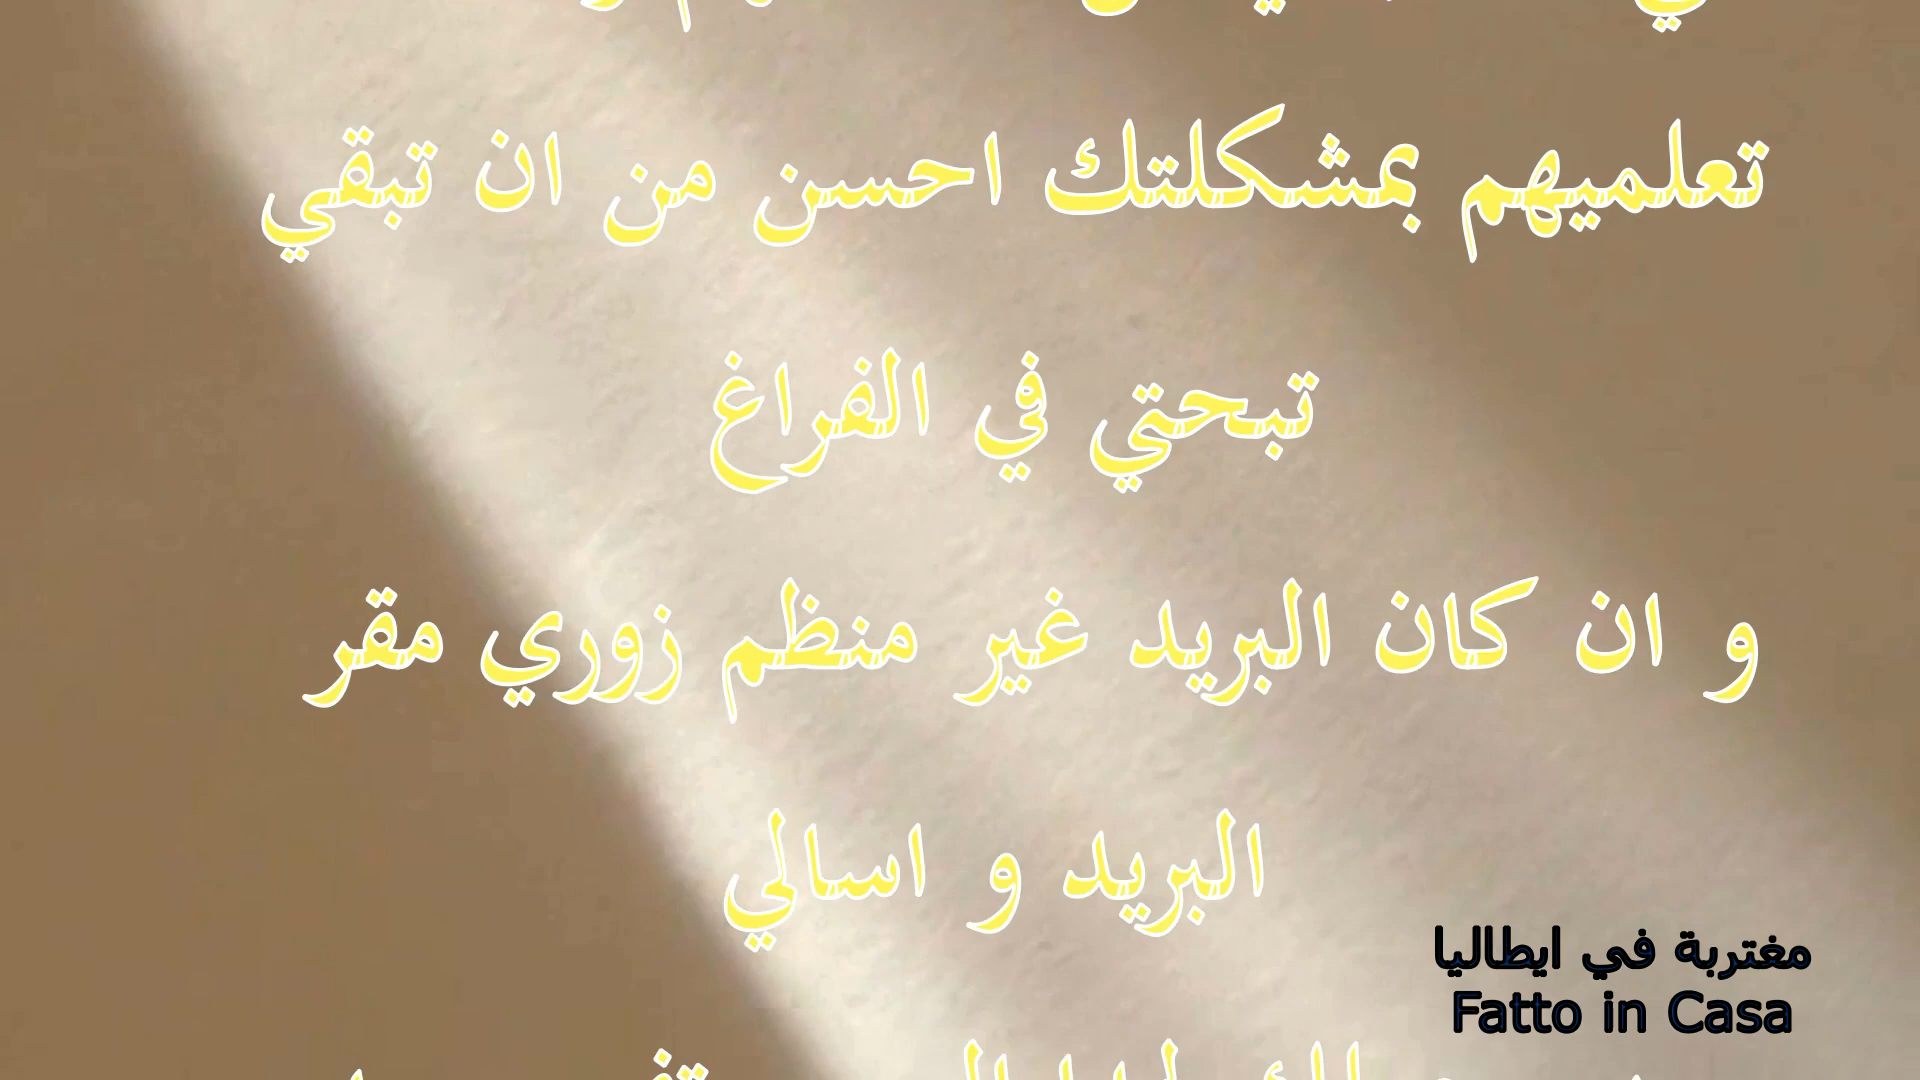 تعلميهم بمشكلتك احسن من ان تبقي
تبحتي في الفراغ
و ان كان البريد غير منظم زوري مقر
البريد و اسالي
مغتربة في ايطاليا
Fatto in Casa